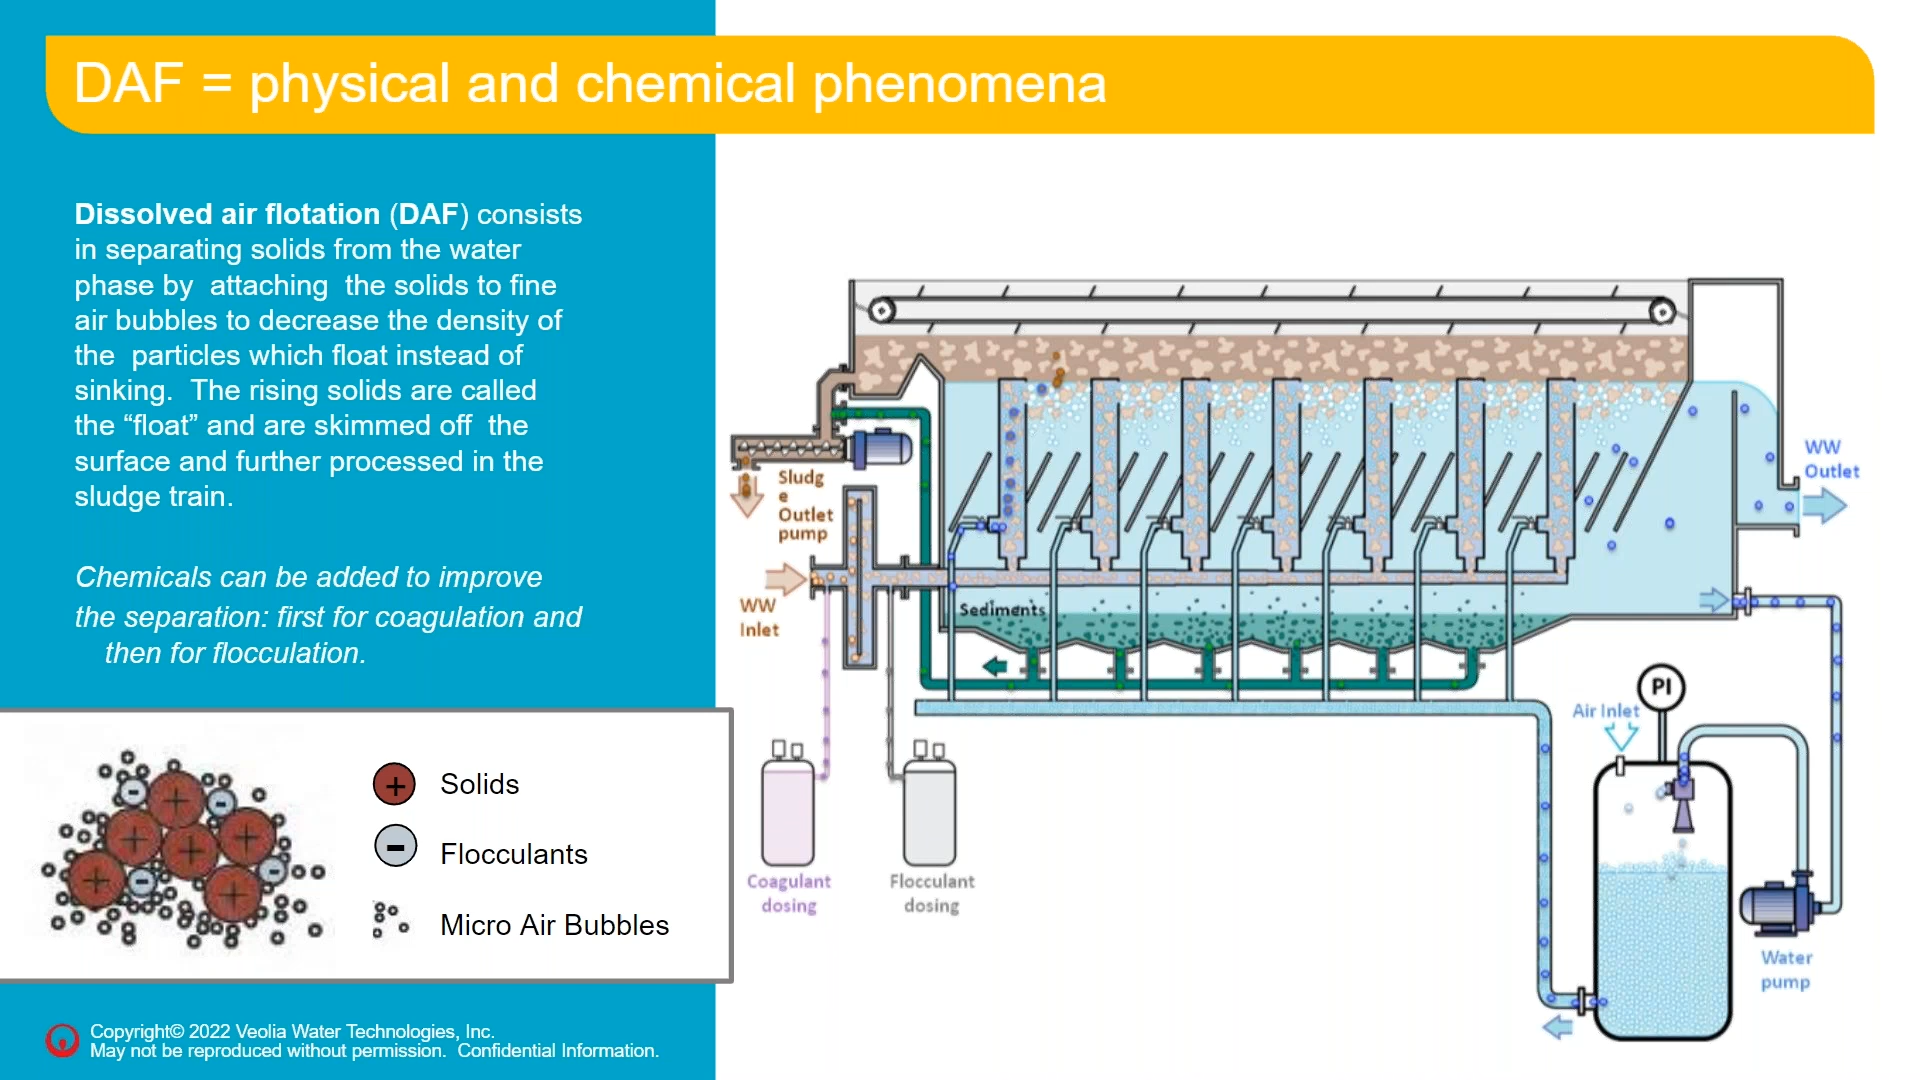 DAF = physical and chemical phenomena
Dissolved air flotation (DAF) consists
in separating solids from the water
phase by attaching the solids to fine
air bubbles to decrease the density of
the particles which float instead of
sinking. The rising solids are called
the “float” and are skimmed off the
surface and further processed in the
sludge train.
Chemicals can be added to improve
the separation: first for coagulation and
then for flocculation.
+ Solids
- Flocculants
Micro Air Bubbles
Copyright© 2022 Veolia Water Technologies, Inc.
May not be reproduced without permission. Confidential Information.
WW
Outlet
Sludg
e
Outlet
pump
WW
Inlet
Sediments
PI
Air Inlet
Coagulant
dosing
Flocculant
dosing
Water
pump